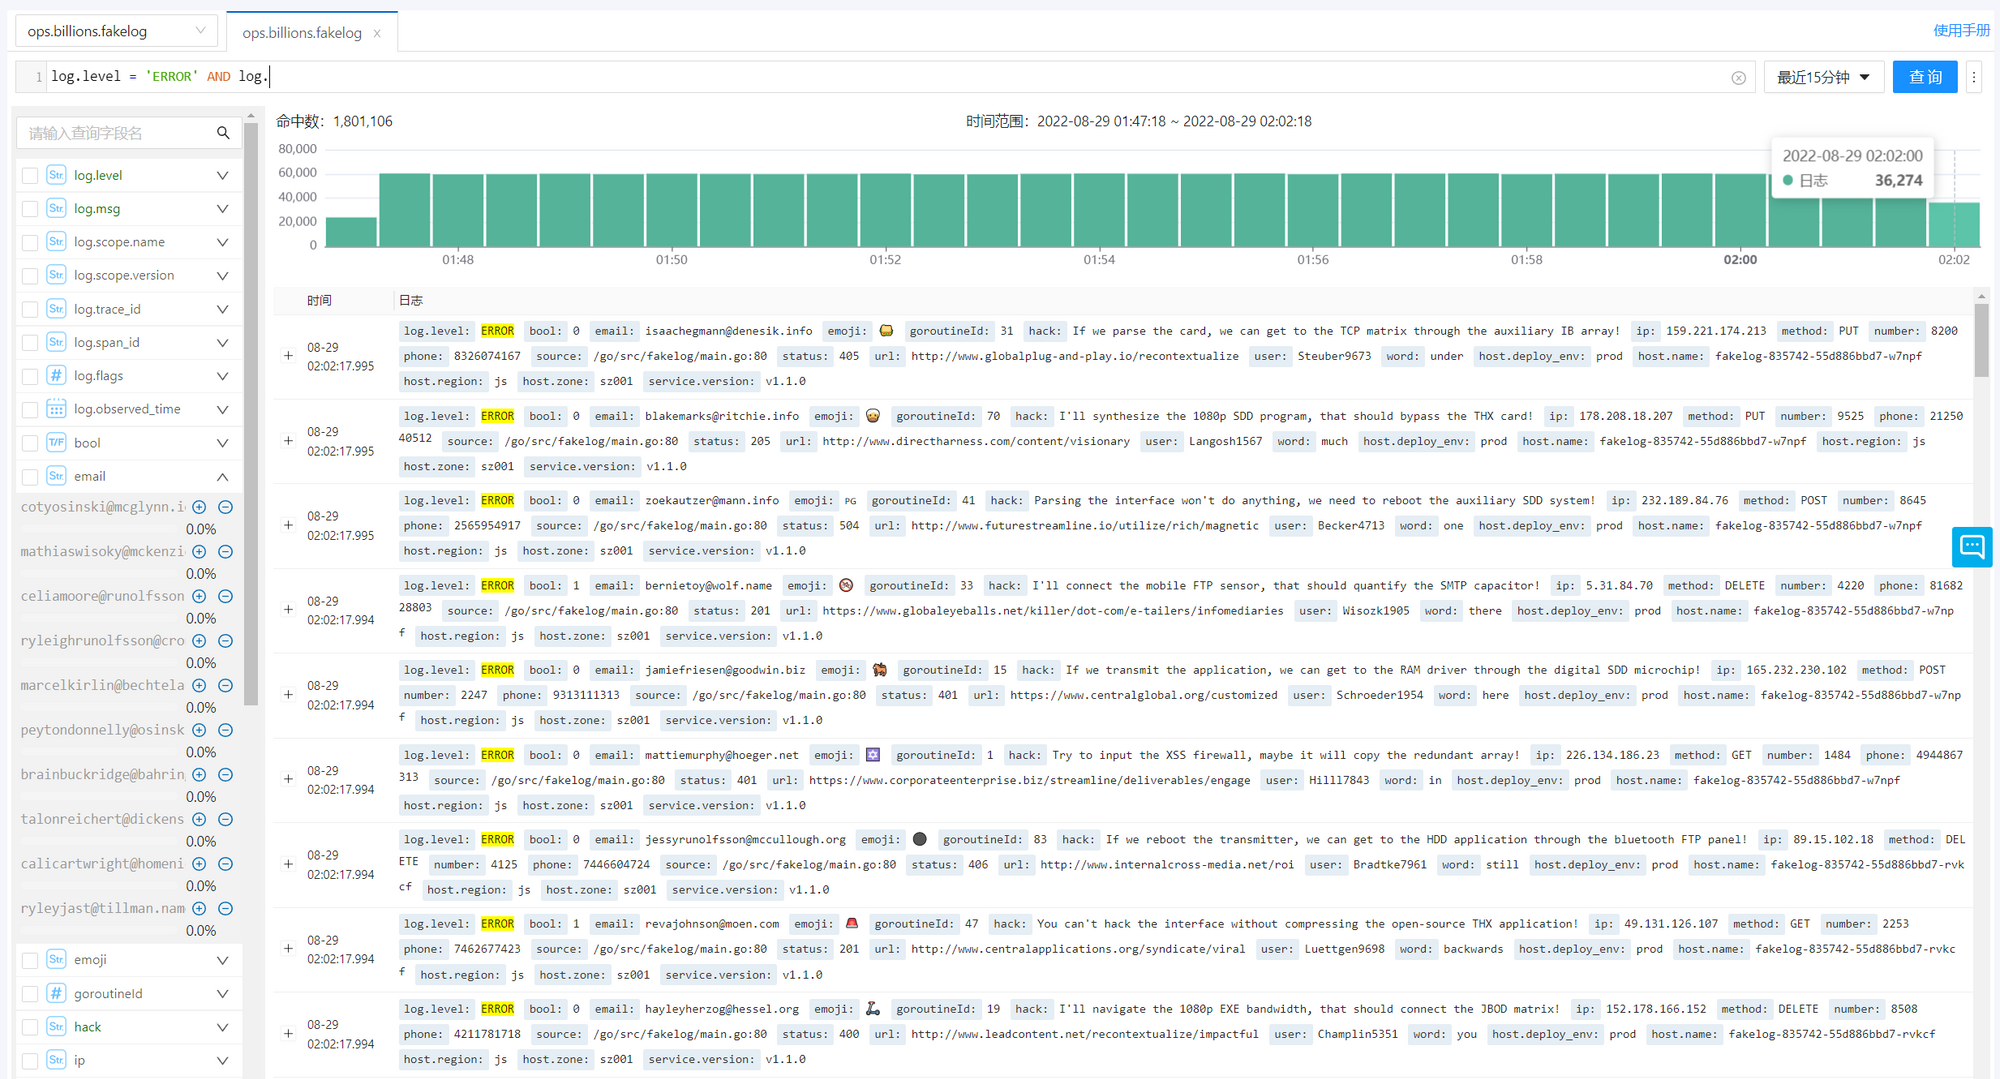 ops.billions.fakelog
ops.billions.fakelog ×
使用手册
1 log.level = 'ERROR' AND log.
最近15分钟
查 询
请输入查询字段名
Str. log.level
Str. log.msg
Str. log.scope.name
Str. log.scope.version
Str. log.trace_id
Str. log.span_id
# log.flags
log.observed_time
T/F bool
Str. email
cotyosinski@mcglynn.i
0.0%
mathiaswisoky@mckenzi
0.0%
celiamoore@runolfsson
0.0%
ryleighrunolfsson@cro
0.0%
marcelkirlin@bechtela
0.0%
peytondonnelly@osinsk
0.0%
brainbuckridge@bahrin
0.0%
talonreichert@dickens
0.0%
calicartwright@homeni
0.0%
ryleyjast@tillman.nam
0.0%
Str. emoji
# goroutineId
Str. hack
Str. ip
命中数: 1,801,106
时间范围: 2022-08-29 01:47:18 ~ 2022-08-29 02:02:18
80,000
60,000
40,000
20,000
0
01:48 01:50 01:52 01:54 01:56 01:58 02:00 02:02
2022-08-29 02:02:00
日志 36,274
时间 日志
08-29
02:02:17.995
log.level: ERROR bool: 0 email: isaachegmann@denesik.info emoji: goroutineId: 31 hack: If we parse the card, we can get to the TCP matrix through the auxiliary IB array! ip: 159.221.174.213 method: PUT number: 8200
phone: 8326074167 source: /go/src/fakelog/main.go:80 status: 405 url: http://www.globalplug-and-play.io/recontextualize user: Steuber9673 word: under host.deploy_env: prod host.name: fakelog-835742-55d886bbd7-w7npf
host.region: js host.zone: sz001 service.version: v1.1.0
08-29
02:02:17.995
log.level: ERROR bool: 0 email: blakemarks@ritchie.info emoji: goroutineId: 70 hack: I'll synthesize the 1080p SDD program, that should bypass the THX card! ip: 178.208.18.207 method: PUT number: 9525 phone: 21250
40512 source: /go/src/fakelog/main.go:80 status: 205 url: http://www.directharness.com/content/visionary user: Langosh1567 word: much host.deploy_env: prod host.name: fakelog-835742-55d886bbd7-w7npf host.region: js
host.zone: sz001 service.version: v1.1.0
08-29
02:02:17.995
log.level: ERROR bool: 0 email: zoekautzer@mann.info emoji: PG goroutineId: 41 hack: Parsing the interface won't do anything, we need to reboot the auxiliary SDD system! ip: 232.189.84.76 method: POST number: 8645
phone: 2565954917 source: /go/src/fakelog/main.go:80 status: 504 url: http://www.futurestreamline.io/utilize/rich/magnetic user: Becker4713 word: one host.deploy_env: prod host.name: fakelog-835742-55d886bbd7-w7npf
host.region: js host.zone: sz001 service.version: v1.1.0
08-29
02:02:17.994
log.level: ERROR bool: 1 email: bernietoy@wolf.name emoji: goroutineId: 33 hack: I'll connect the mobile FTP sensor, that should quantify the SMTP capacitor! ip: 5.31.84.70 method: DELETE number: 4220 phone: 81682
28803 source: /go/src/fakelog/main.go:80 status: 201 url: https://www.globaleyeballs.net/killer/dot-com/e-tailers/infomediaries user: Wisozk1905 word: there host.deploy_env: prod host.name: fakelog-835742-55d886bbd7-w7np
f host.region: js host.zone: sz001 service.version: v1.1.0
08-29
02:02:17.994
log.level: ERROR bool: 0 email: jamiefriesen@goodwin.biz emoji: goroutineId: 15 hack: If we transmit the application, we can get to the RAM driver through the digital SDD microchip! ip: 165.232.230.102 method: POST
number: 2247 phone: 9313111313 source: /go/src/fakelog/main.go:80 status: 401 url: https://www.centralglobal.org/customized user: Schroeder1954 word: here host.deploy_env: prod host.name: fakelog-835742-55d886bbd7-w7np
f host.region: js host.zone: sz001 service.version: v1.1.0
08-29
02:02:17.994
log.level: ERROR bool: 0 email: mattiemurphy@hoeger.net emoji: goroutineId: 1 hack: Try to input the XSS firewall, maybe it will copy the redundant array! ip: 226.134.186.23 method: GET number: 1484 phone: 4944867
313 source: /go/src/fakelog/main.go:80 status: 401 url: https://www.corporateenterprise.biz/streamline/deliverables/engage user: Hilll7843 word: in host.deploy_env: prod host.name: fakelog-835742-55d886bbd7-w7npf
host.region: js host.zone: sz001 service.version: v1.1.0
08-29
02:02:17.994
log.level: ERROR bool: 0 email: jessyrunolfsson@mccullough.org emoji: goroutineId: 83 hack: If we reboot the transmitter, we can get to the HDD application through the bluetooth FTP panel! ip: 89.15.102.18 method: DEL
ETE number: 4125 phone: 7446604724 source: /go/src/fakelog/main.go:80 status: 406 url: http://www.internalcross-media.net/roi user: Bradtke7961 word: still host.deploy_env: prod host.name: fakelog-835742-55d886bbd7-rvk
cf host.region: js host.zone: sz001 service.version: v1.1.0
08-29
02:02:17.994
log.level: ERROR bool: 1 email: revajohnson@moen.com emoji: goroutineId: 47 hack: You can't hack the interface without compressing the open-source THX application! ip: 49.131.126.107 method: GET number: 2253
phone: 7462677423 source: /go/src/fakelog/main.go:80 status: 201 url: http://www.centralapplications.org/syndicate/viral user: Luettgen9698 word: backwards host.deploy_env: prod host.name: fakelog-835742-55d886bbd7-rvkc
f host.region: js host.zone: sz001 service.version: v1.1.0
08-29
02:02:17.994
log.level: ERROR bool: 0 email: hayleyherzog@hessel.org emoji: goroutineId: 19 hack: I'll navigate the 1080p EXE bandwidth, that should connect the JBOD matrix! ip: 152.178.166.152 method: DELETE number: 8508
phone: 4211781718 source: /go/src/fakelog/main.go:80 status: 400 url: http://www.leadcontent.net/recontextualize/impactful user: Champlin5351 word: you host.deploy_env: prod host.name: fakelog-835742-55d886bbd7-rvkcf
host.region: js host.zone: sz001 service.version: v1.1.0